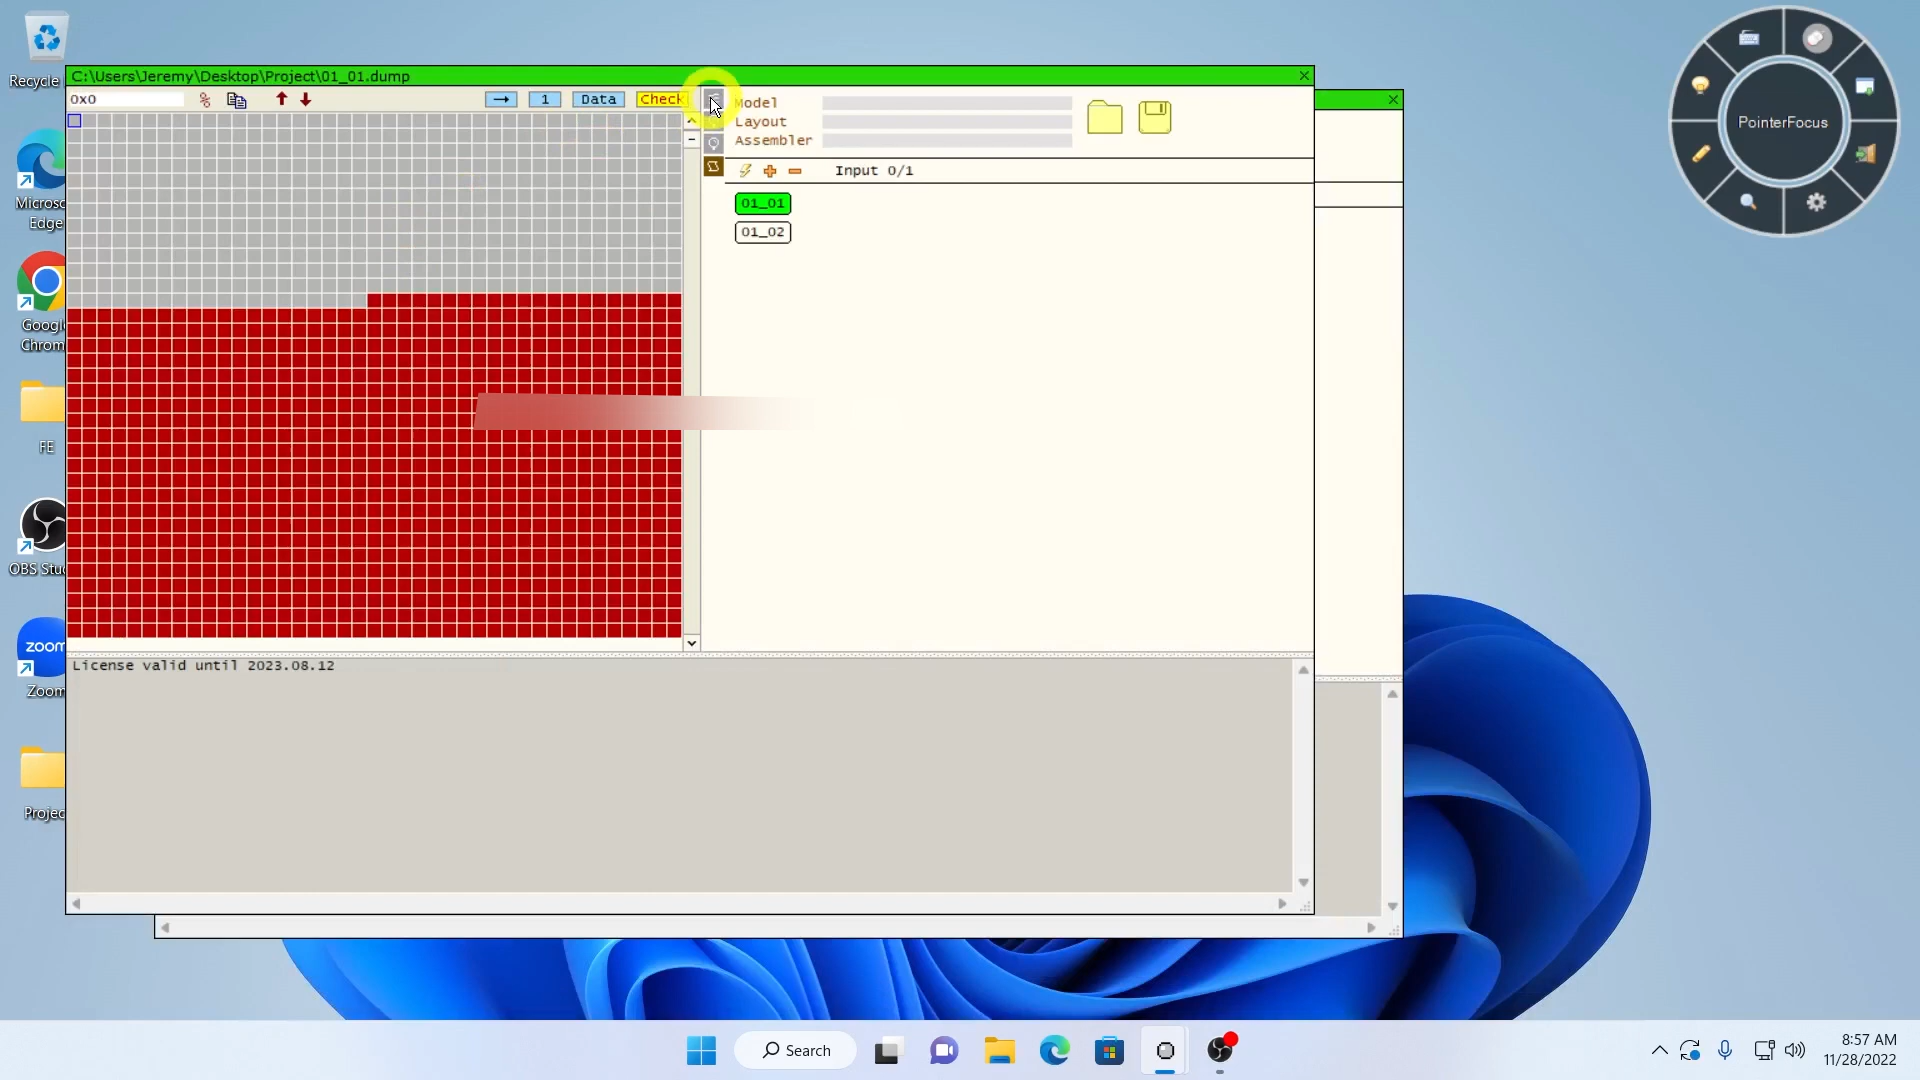 Recycle
C:\Users\Jeremy\Desktop\Project\01_01.dump
0x0
%
1
Data
Check
Model
Layout
Assembler
Input 0/1
01_01
01_02
PointerFocus
Micros
Edge
Google
Chrom
FE
OBS Stu
zoom
Zoom
Projec
License valid until 2023.08.12
Search
8:57 AM
11/28/2022